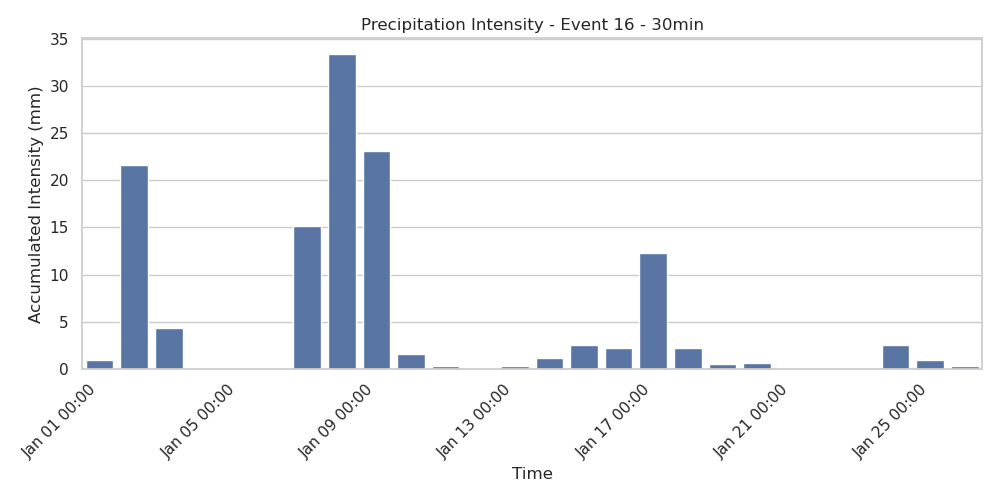 Precipitation Intensity - Event 16 - 30min
Accumulated Intensity (mm)
35
30
25
20
15
10
5
0
Jan 01 00:00
Jan 05 00:00
Jan 09 00:00
Jan 13 00:00
Jan 17 00:00
Jan 21 00:00
Jan 25 00:00
Time